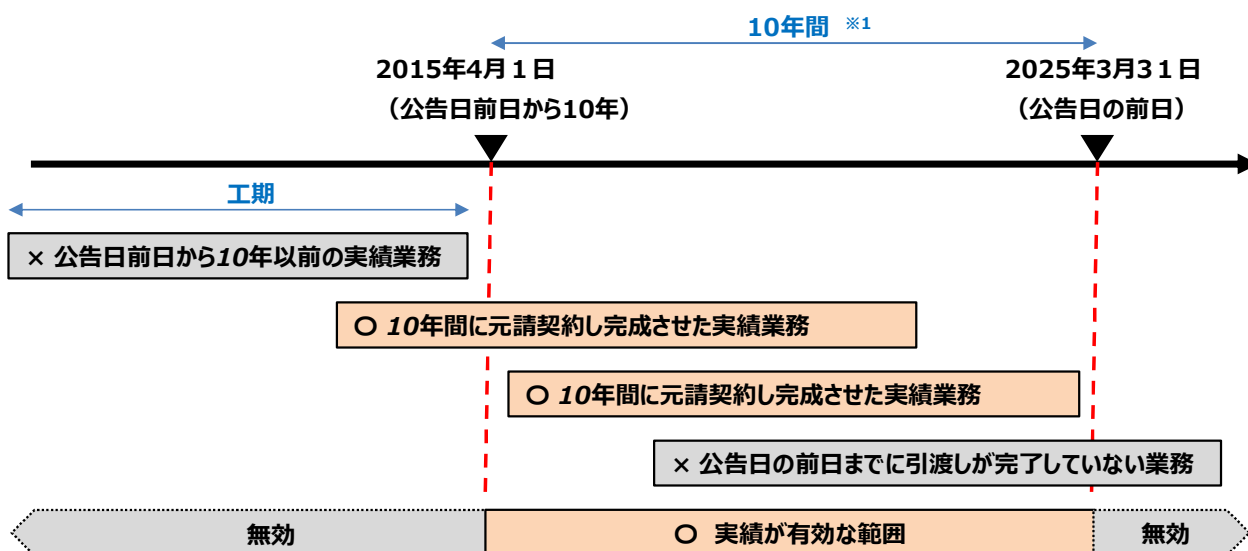 10年間 ※1
2015年4月１日
2025年3月３１日
（公告日前日から10年）
（公告日の前日）
工期
× 公告日前日から10年以前の実績業務
〇 10年間に元請契約し完成させた実績業務
〇 10年間に元請契約し完成させた実績業務
× 公告日の前日までに引渡しが完了していない業務
無効
〇 実績が有効な範囲
無効